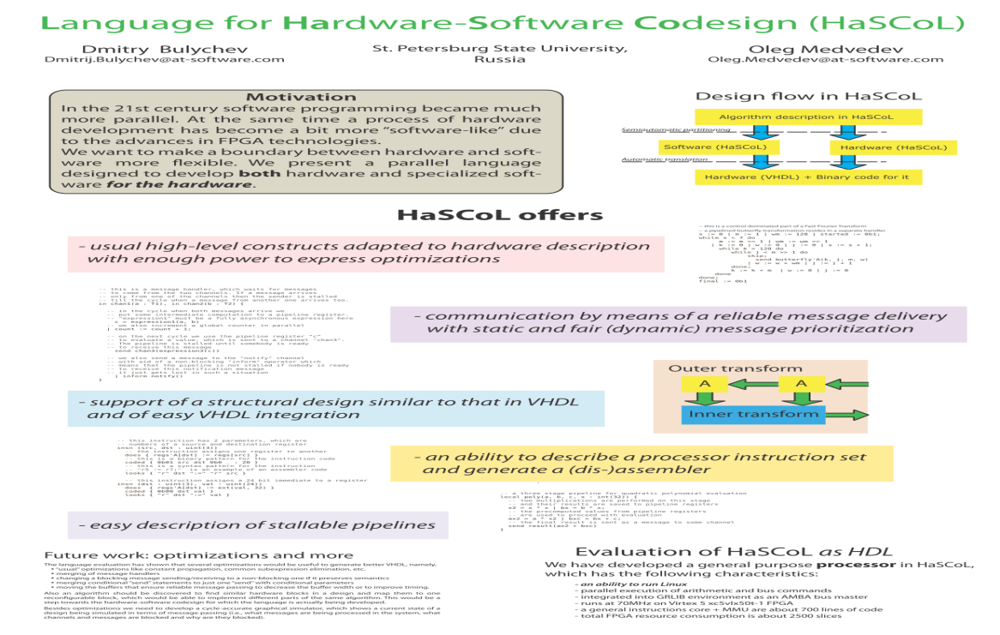 Language for Hardware-Software Codesign (HaSCoL)
Dmitry Bulychev
Dmitrij.Bulychev@at-software.com
St. Petersburg State University,
Russia
Oleg Medvedev
Oleg.Medvedev@at-software.com
Motivation
In the 21st century software programming became much
more parallel. At the same time a process of hardware
development has become a bit more "software-like" due
to the advances in FPGA technologies.
We want to make a boundary between hardware and soft-
ware more flexible. We present a parallel language
designed to develop both hardware and specialized soft-
ware for the hardware.
Design flow in HaSCoL
Algorithm description in HaSCoL
Semiautomatic partitioning
Software (HaSCoL)
Hardware (HaSCoL)
Automatic translation
Hardware (VHDL) + Binary code for it
HaSCoL offers
- usual high-level constructs adapted to hardware description
with enough power to express optimizations
-- this is a control dominated part of a Fast Fourier Transform
-- a pipelined butterfly transformation resides in a separate handler
s := 0 | m := 1 | wm := 128 | started := 0b1;
while s < 7 do
m := m << 1 | wm := wm >> 1
| k := 0 | w := 0 | j := 0 | s := s + 1;
while k < 128 do
while j < m >> 1 do
skip;
send butterfly'A(k, j, m, w)
| w := w + wm | j := j + 1
done;
k := k + m | w := 0 | j := 0
done
done;
final := 0b1
-- this is a message handler, which waits for messages
-- to come from the two channels. If a message arrives
-- only from one of the channels then the sender is stalled
-- till the cycle when a message from another one arrives too.
in chan1(a : T1), in chan2(b : T2) {
-- in the cycle when both messages arrive we
-- put some intermediate computation to a pipeline register.
-- "expression1" must be a fully asynchronous expression here
c = expression1
-- we also increment a global counter in parallel
| count := count + 1;
-- on the next cycle we use the pipeline register "c"
-- to evaluate a value, which is sent to a channel "chan3".
-- The pipeline is stalled until somebody is ready
-- to receive this message
send chan3(expression3(c))
-- we also send a message to the "notify" channel
-- with aid of a non-blocking "inform" operator which
-- means that the pipeline is not stalled if nobody is ready
-- to receive this notification message
-- it just gets lost in such a situation
| inform notify()
}
- communication by means of a reliable message delivery
with static and fair (dynamic) message prioritization
Outer transform
A
A
Inner transform
- support of a structural design similar to that in VHDL
and of easy VHDL integration
-- this instruction has 2 parameters, which are
-- numbers of a source and destination register
insn (src, dst : uint(3))
-- the instruction assigns one register to another
does { regs'A[dst] := regs[src] }
-- this is a binary pattern for the instruction code
coded { 0b01 src dst 0b0 : 28 }
-- this is a syntax pattern for the instruction
-- "r5 := r7;" is an example of an assembler code
looks { "r" dst ":=" "r" src }
-- this instruction assigns a 24 bit immediate to a register
insn (dst : uint(3), val : uint(24))
does { regs'A[dst] := ext(val, 32) }
coded { 0b00 dst val }
looks { "r" dst ":=" val }
- an ability to describe a processor instruction set
and generate a (dis-)assembler
-- a three stage pipeline for quadratic polynomial evaluation
local poly(a, b, c, x : int(32)) {
-- two multiplications are performed on this stage
-- and their results are saved to pipeline registers
x2 = x * x | bx = b * x;
-- the precomputed values from pipeline registers
-- are used to proceed with evaluation
ax2 = a * x2 | bxc = bx + c;
-- the final result is sent as a message to some channel
send result(ax2 + bxc)
}
- easy description of stallable pipelines
Future work: optimizations and more
The language evaluation has shown that several optimizations would be useful to generate better VHDL, namely,
• "usual" optimizations like constant propagation, common subexpression elimination, etc.
• merging of message handlers
• changing a blocking message sending/receiving to a non-blocking one if it preserves semantics
• merging conditional "send" statements to just one "send" with conditional parameters
• moving the buffers that ensure reliable message passing to decrease the buffer width or to improve timing.
Also an algorithm should be discovered to find similar hardware blocks in a design and map them to one
reconfigurable block, which would be able to implement different parts of the same algorithm. This would be a
step towards the hardware-software codesign for which the language is actually being developed.
Besides optimizations we need to develop a cycle-accurate graphical simulator, which shows a current state of a
design being simulated in terms of message passing (i.e., what messages are being processed in the system, what
channels and messages are blocked and why are they blocked).
Evaluation of HaSCoL as HDL
We have developed a general purpose processor in HaSCoL,
which has the following characteristics:
- an ability to run Linux
- parallel execution of arithmetic and bus commands
- integrated into GRLIB environment as an AMBA bus master
- runs at 70MHz on Virtex 5 xc5vlx50t-1 FPGA
- a general instructions core + MMU are about 700 lines of code
- total FPGA resource consumption is about 2500 slices